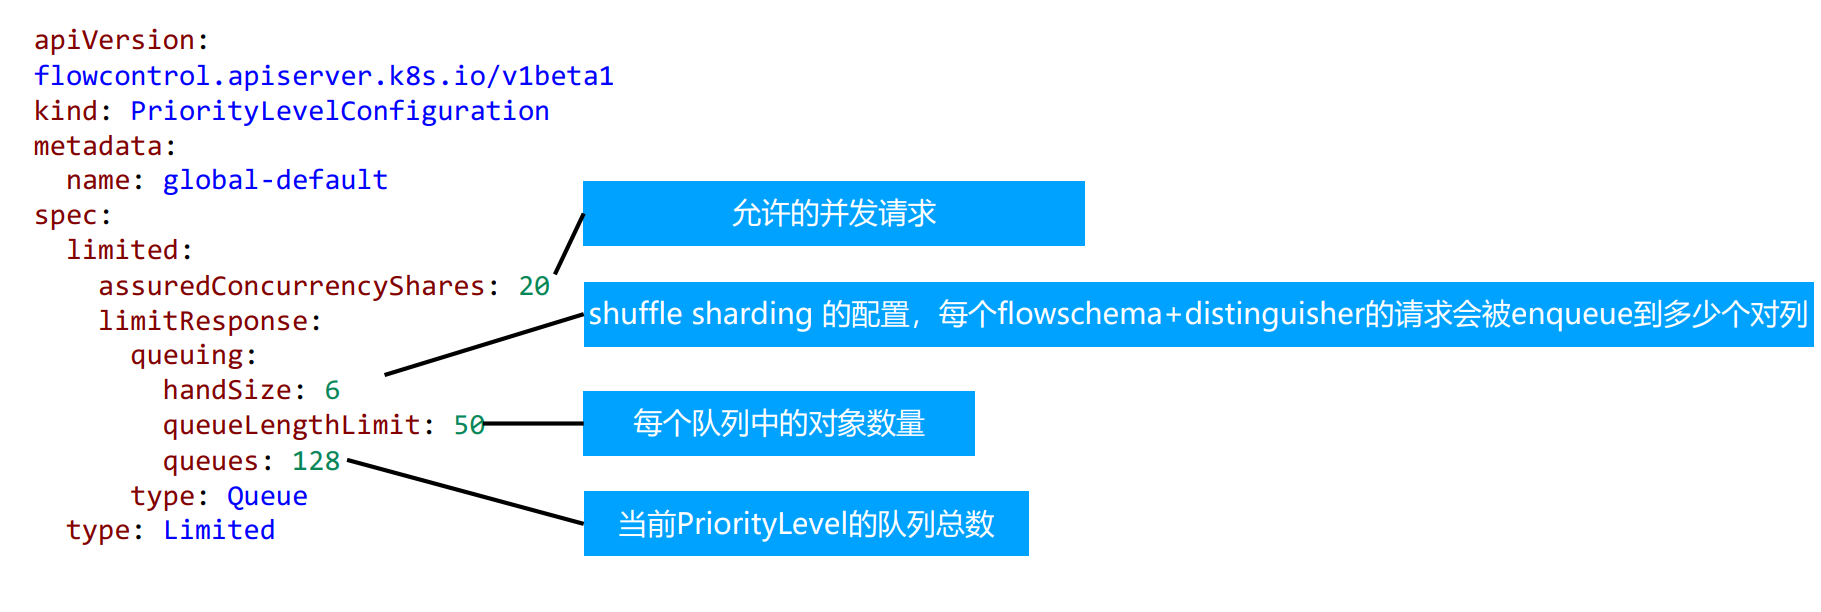 apiVersion:
flowcontrol.apiserver.k8s.io/v1beta1
kind: PriorityLevelConfiguration
metadata:
  name: global-default
spec:
  limited:
    assuredConcurrencyShares: 20
    limitResponse:
      queuing:
        handSize: 6
        queueLengthLimit: 50
        queues: 128
      type: Queue
  type: Limited
允许的并发请求
shuffle sharding 的配置，每个flowschema+distinguisher的请求会被enqueue到多少个对列
每个队列中的对象数量
当前PriorityLevel的队列总数